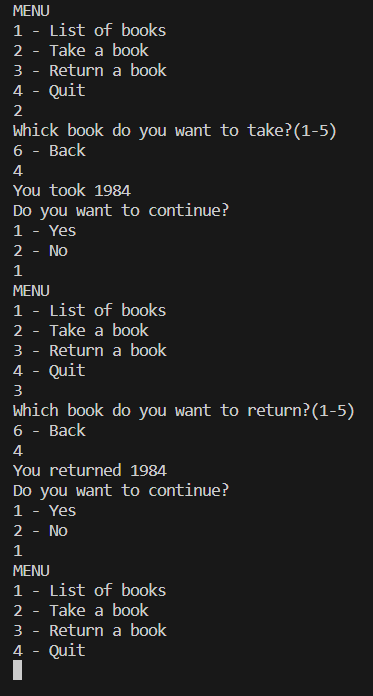 MENU
1 - List of books
2 - Take a book
3 - Return a book
4 - Quit
2
Whick book do you want to take?(1-5)
6 - Back
4
You took 1984
Do you want to continue?
1 - Yes
2 - No
1
MENU
1 - List of books
2 - Take a book
3 - Return a book
4 - Quit
3
Which book do you want to return?(1-5)
6 - Back
4
You returned 1984
Do you want to continue?
1 - Yes
2 - No
1
MENU
1 - List of books
2 - Take a book
3 - Return a book
4 - Quit